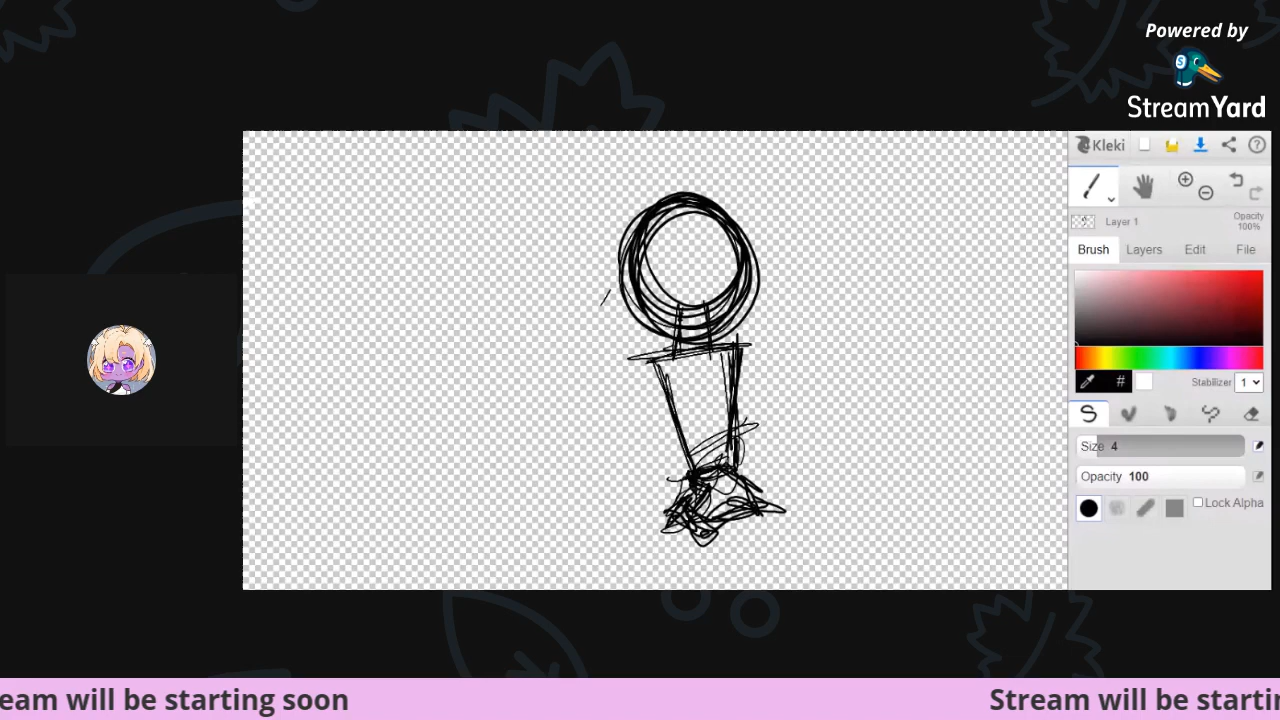 Powered by
StreamYard
Kleki
Layer 1
Opacity
100%
Brush Layers Edit File
# Stabilizer 1
Size 4
Opacity 100
Lock Alpha
eam will be starting soon Stream will be startin